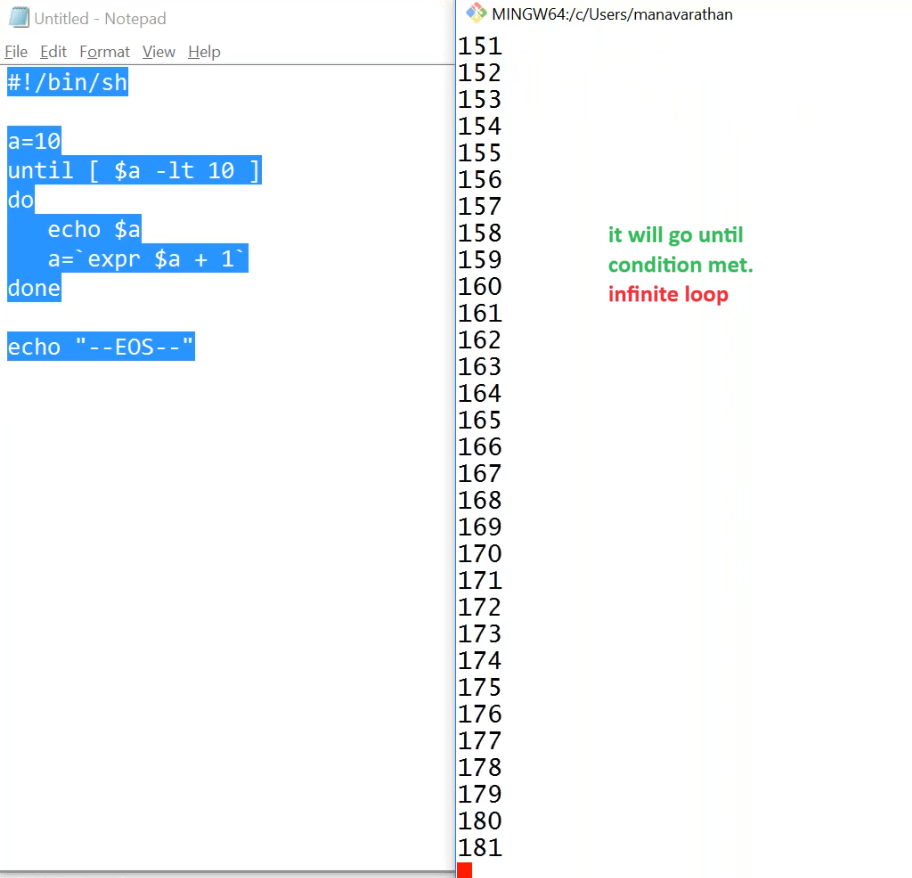 Untitled - Notepad
File Edit Format View Help
#!/bin/sh
a=10
until [ $a -lt 10 ]
do
   echo $a
   a=`expr $a + 1`
done
echo "--EOS--"
MINGW64:/c/Users/manavarathan
151
152
153
154
155
156
157
158
159
160
161
162
163
164
165
166
167
168
169
170
171
172
173
174
175
176
177
178
179
180
181
it will go until
condition met.
infinite loop